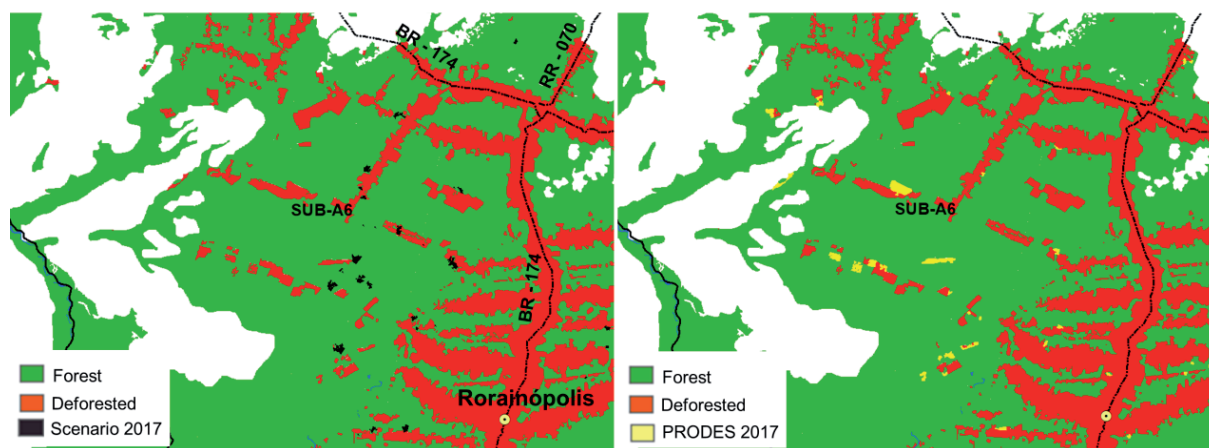 BR - 174
RR - 070
SUB-A6
BR - 174
Rorainópolis
Forest
Deforested
Scenario 2017
SUB-A6
Forest
Deforested
PRODES 2017